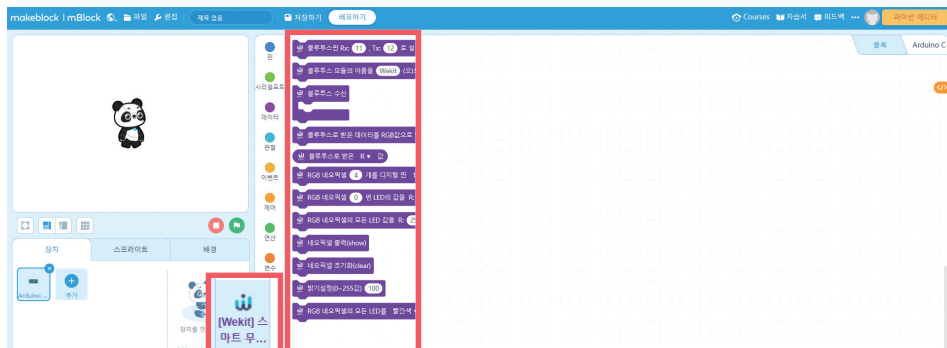 makeblock | mBlock 파일 편집 제목 없음 저장하기 배포하기 Courses 자습서 피드백 파이썬 에디터
블록 Arduino C
핀
시리얼포트
데이터
관찰
이벤트
제어
연산
변수
블루투스핀 Rx: 11 , Tx: 12 로 설
블루투스 모듈의 이름을 Wekit (으)로
블루투스 수신
블루투스로 받은 데이터를 RGB값으로
블루투스로 받은 R ▾ 값
RGB 네오픽셀 4 개를 디지털 핀
RGB 네오픽셀 0 번 LED의 값을 R:
RGB 네오픽셀의 모든 LED 값을 R:
네오픽셀 출력(show)
네오픽셀 초기화(clear)
밝기설정(0~255값) 100
RGB 네오픽셀의 모든 LED를 빨간색
장치 스프라이트 배경
Arduino ...
추가
장치를 연
[Wekit] 스
마트 무...